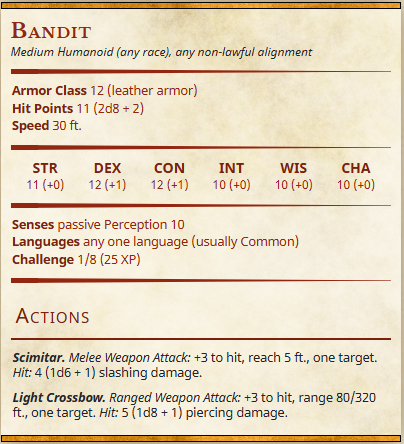 Bandit
Medium Humanoid (any race), any non-lawful alignment
Armor Class 12 (leather armor)
Hit Points 11 (2d8 + 2)
Speed 30 ft.
STR DEX CON INT WIS CHA
11 (+0) 12 (+1) 12 (+1) 10 (+0) 10 (+0) 10 (+0)
Senses passive Perception 10
Languages any one language (usually Common)
Challenge 1/8 (25 XP)
Actions
Scimitar. Melee Weapon Attack: +3 to hit, reach 5 ft., one target.
Hit: 4 (1d6 + 1) slashing damage.
Light Crossbow. Ranged Weapon Attack: +3 to hit, range 80/320
ft., one target. Hit: 5 (1d8 + 1) piercing damage.